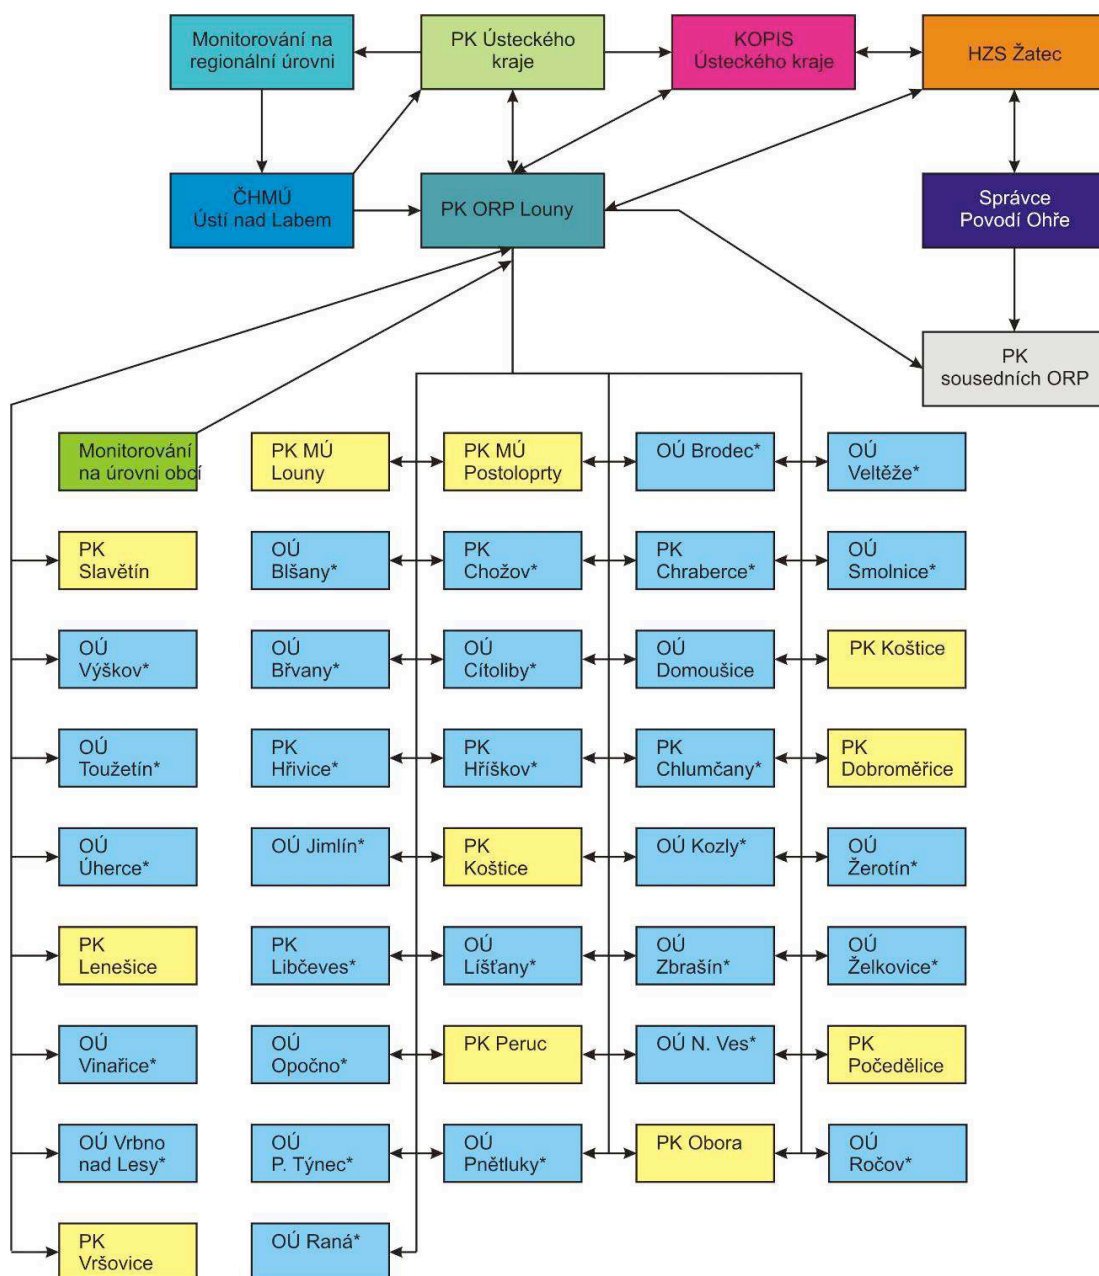 Monitorování na
regionální úrovni
PK Ústeckého
kraje
KOPIS
Ústeckého kraje
HZS Žatec
ČHMÚ
Ústí nad Labem
PK ORP Louny
Správce
Povodí Ohře
PK
sousedních ORP
Monitorování
na úrovni obcí
PK MÚ
Louny
PK MÚ
Postoloprty
OÚ Brodec*
OÚ
Veltěže*
PK
Slavětín
OÚ
Blšany*
PK
Chožov*
PK
Chraberce*
OÚ
Smolnice*
OÚ
Výškov*
OÚ
Břvany*
OÚ
Cítoliby*
OÚ
Domoušice
PK Koštice
OÚ
Toužetín*
PK
Hřivice*
PK
Hříškov*
PK
Chlumčany*
PK
Dobroměřice
OÚ
Úherce*
OÚ Jimlín*
PK
Koštice
OÚ Kozly*
OÚ
Žerotín*
PK
Lenešice
PK
Libčeves*
OÚ
Líšťany*
OÚ
Zbrašín*
OÚ
Želkovice*
OÚ
Vinařice*
OÚ
Opočno*
PK Peruc
OÚ N. Ves*
PK
Počedělice
OÚ Vrbno
nad Lesy*
OÚ
P. Týnec*
OÚ
Pnětluky*
PK Obora
OÚ
Ročov*
PK
Vršovice
OÚ Raná*